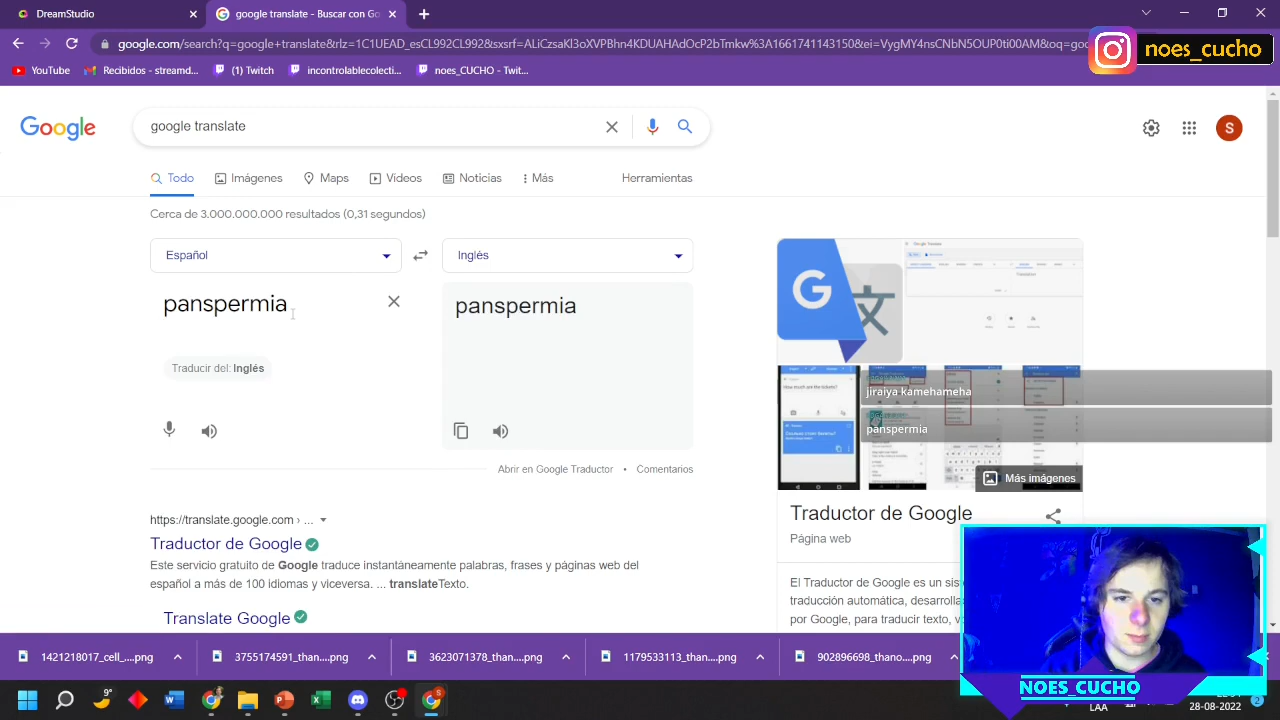 DreamStudio
google translate - Buscar con Go
google.com/search?q=google+translate&rlz=1C1UEAD_esCL992CL992&sxsrf=ALiCzsaKl3oXVPBhn4KDUAHAdOcP2bTmkw%3A1661741143150&ei=VygMY4nsCNbN5OUP0ti00AM&oq=goo
noes_cucho
YouTube
Recibidos - streamd...
(1) Twitch
incontrolablecolecti...
noes_CUCHO - Twi...
Google
google translate
S
Todo
Imágenes
Maps
Videos
Noticias
Más
Herramientas
Cerca de 3.000.000.000 resultados (0,31 segundos)
Español
Inglés
panspermia
panspermia
Traducir del: Inglés
jiraiya kamehameha
panspermia
Abrir en Google Traductor • Comentarios
Más imágenes
https://translate.google.com › ...
Traductor de Google
Este servicio gratuito de Google traduce instantáneamente palabras, frases y páginas web del
español a más de 100 idiomas y viceversa. ... translateTexto.
Translate Google
Traductor de Google
Página web
El Traductor de Google es un sis
traducción automática, desarrollad
por Google, para traducir texto, v
1421218017_cell_....png
3755174591_than....png
3623071378_than....png
1179533113_than....png
902896698_thano....png
NOES_CUCHO
9°
5
LAA
28-08-2022
2